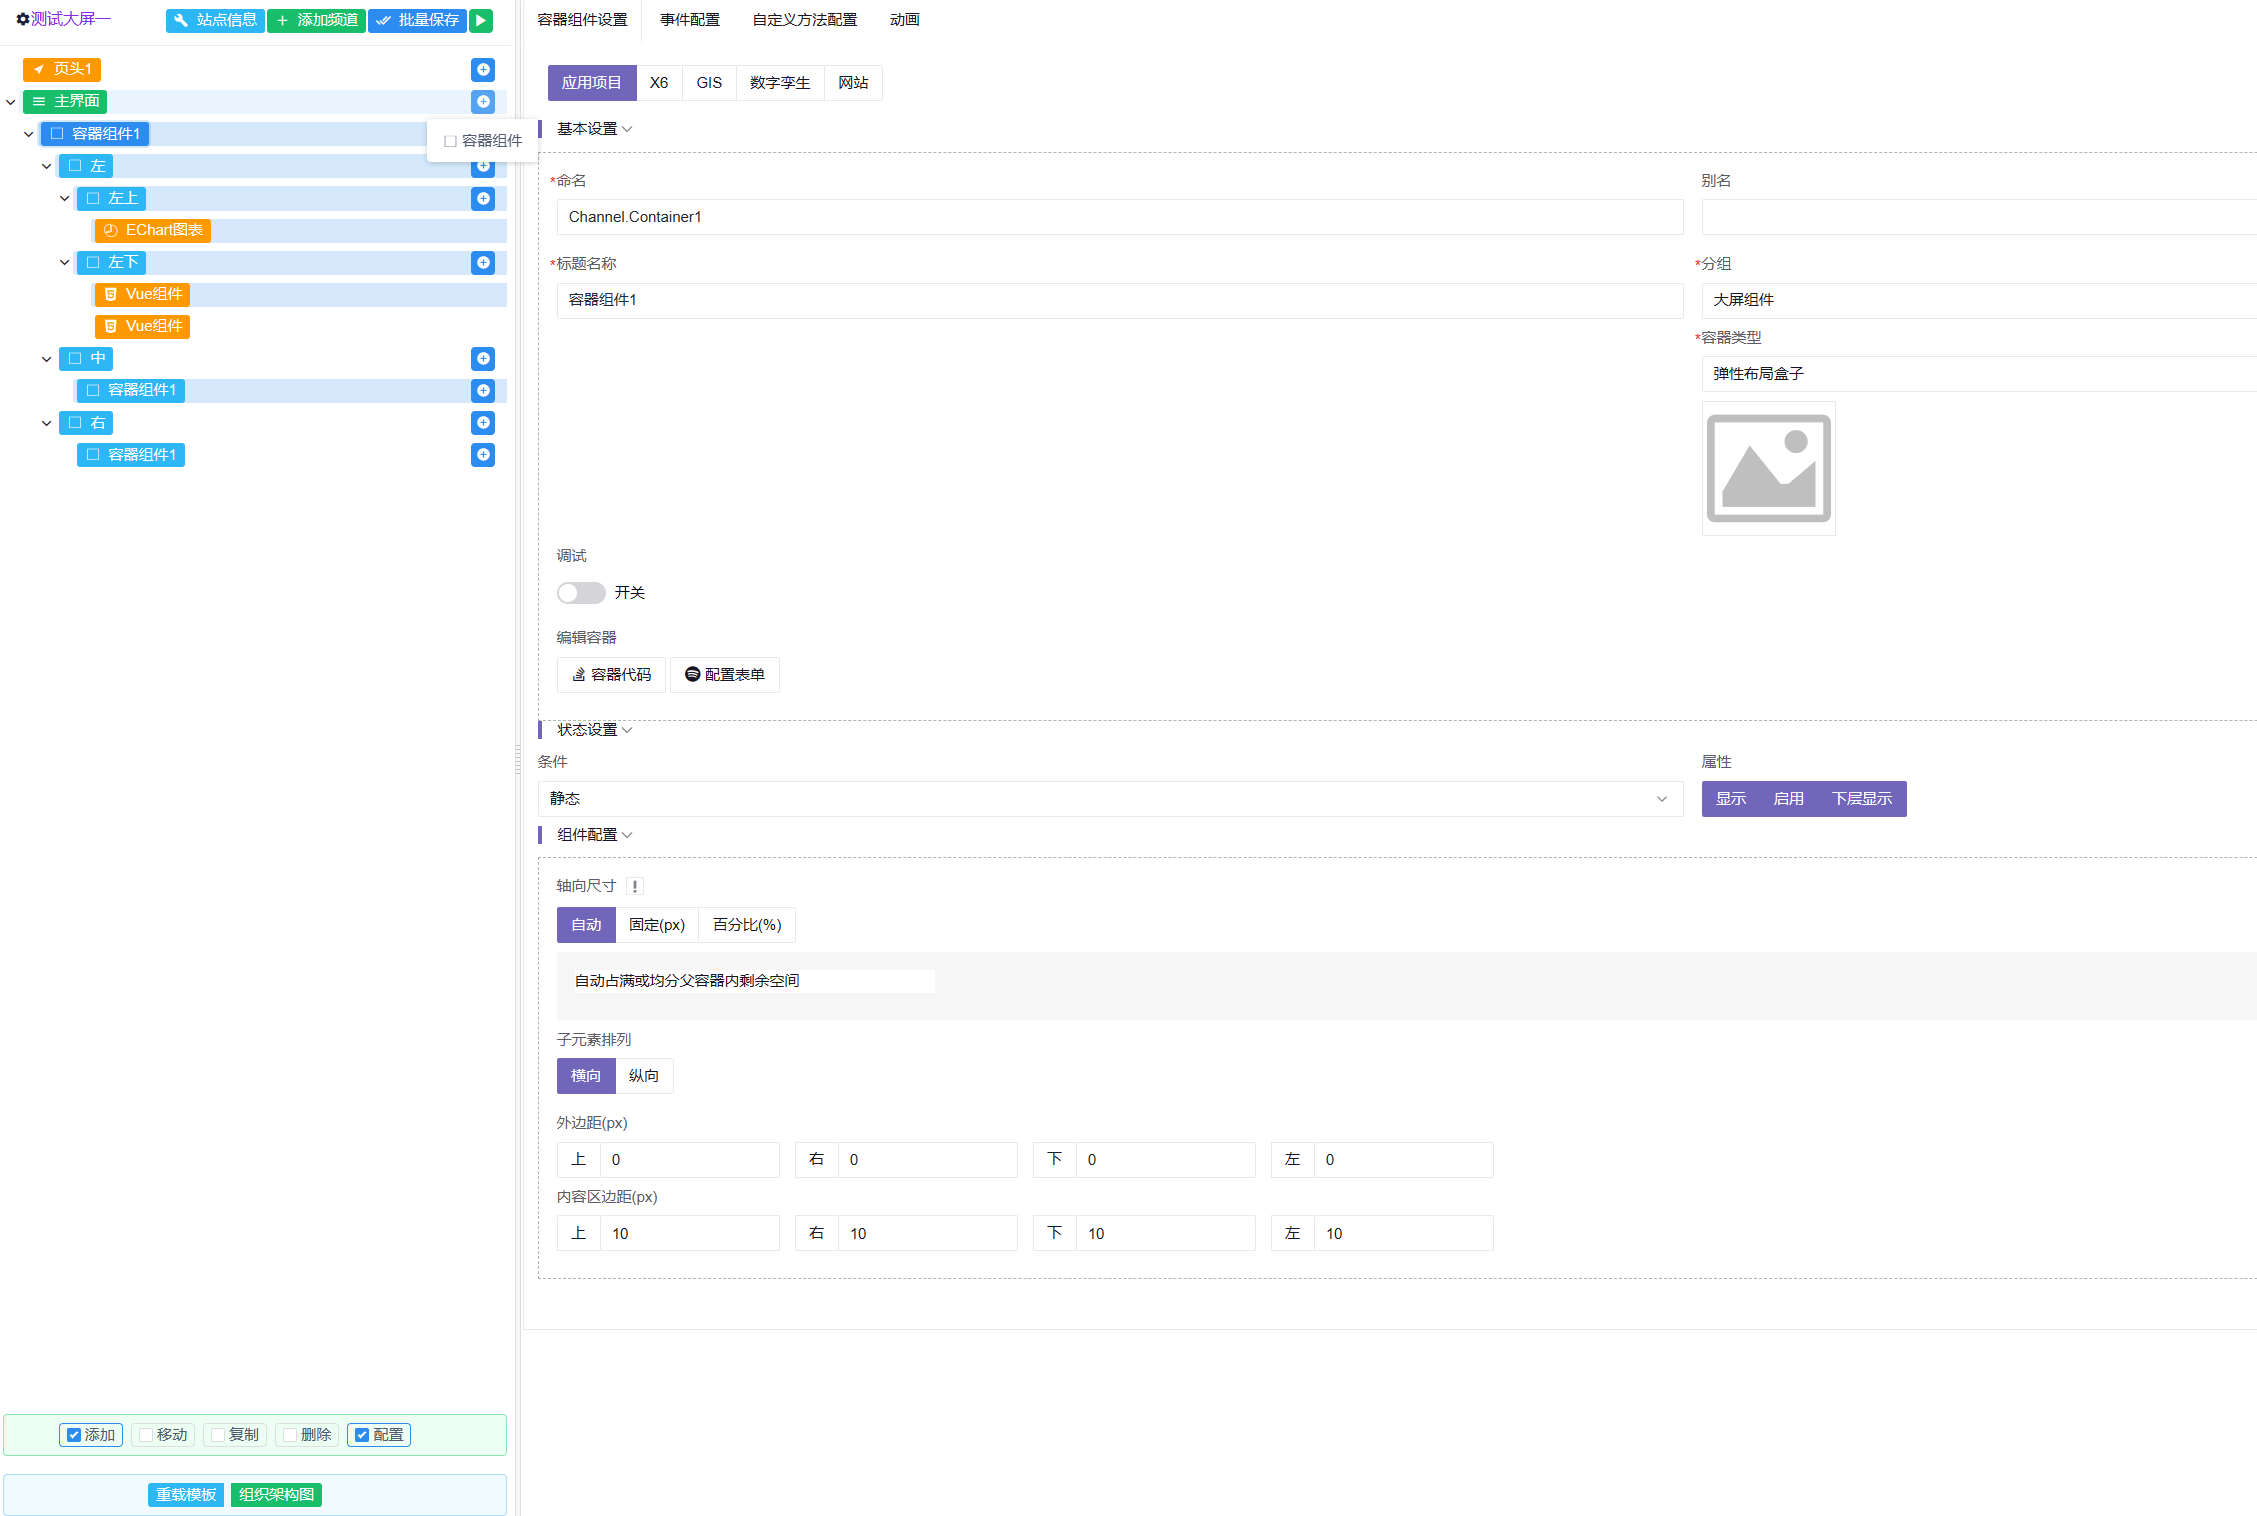 测试大屏一 站点信息 添加频道 批量保存
页头1
主界面
容器组件1
容器组件
左
左上
EChart图表
左下
Vue组件
Vue组件
中
容器组件1
右
容器组件1
添加 移动 复制 删除 配置
重载模板 组织架构图
容器组件设置 事件配置 自定义方法配置 动画
应用项目 X6 GIS 数字孪生 网站
基本设置
*命名 别名
Channel.Container1
*标题名称 *分组
容器组件1 大屏组件
*容器类型
弹性布局盒子
调试
开关
编辑容器
容器代码 配置表单
状态设置
条件 属性
静态 显示 启用 下层显示
组件配置
轴向尺寸
自动 固定(px) 百分比(%)
自动占满或均分父容器内剩余空间
子元素排列
横向 纵向
外边距(px)
上 0 右 0 下 0 左 0
内容区边距(px)
上 10 右 10 下 10 左 10